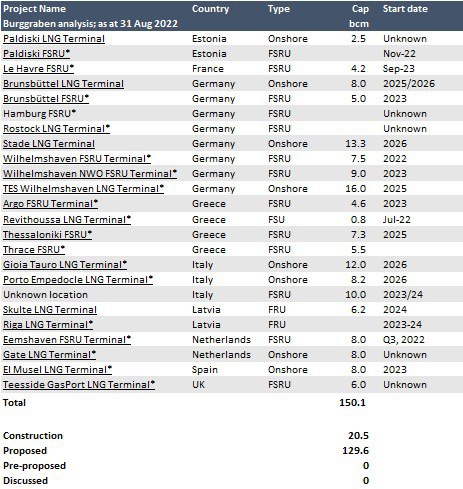 Project Name Country Type Cap Start date
Burggraben analysis; as at 31 Aug 2022 bcm
Paldiski LNG Terminal Estonia Onshore 2.5 Unknown
Paldiski FSRU* Estonia FSRU Nov-22
Le Havre FSRU* France FSRU 4.2 Sep-23
Brunsbüttel LNG Terminal Germany Onshore 8.0 2025/2026
Brunsbüttel FSRU* Germany FSRU 5.0 2023
Hamburg FSRU* Germany FSRU Unknown
Rostock LNG Terminal* Germany FSRU Unknown
Stade LNG Terminal Germany Onshore 13.3 2026
Wilhelmshaven FSRU Terminal* Germany FSRU 7.5 2022
Wilhelmshaven NWO FSRU Terminal* Germany FSRU 9.0 2023
TES Wilhelmshaven LNG Terminal* Germany Onshore 16.0 2025
Argo FSRU Terminal* Greece FSRU 4.6 2023
Revithoussa LNG Terminal* Greece FSU 0.8 Jul-22
Thessaloniki FSRU* Greece FSRU 7.3 2025
Thrace FSRU* Greece FSRU 5.5
Gioia Tauro LNG Terminal* Italy Onshore 12.0 2026
Porto Empedocle LNG Terminal* Italy Onshore 8.2 2026
Unknown location Italy FSRU 10.0 2023/24
Skulte LNG Terminal Latvia FRU 6.2 2024
Riga LNG Terminal* Latvia FRU 2023-24
Eemshaven FSRU Terminal* Netherlands FSRU 8.0 Q3, 2022
Gate LNG Terminal* Netherlands Onshore 8.0 Unknown
El Musel LNG Terminal* Spain Onshore 8.0 2023
Teesside GasPort LNG Terminal* UK FSRU 6.0 Unknown
Total 150.1
Construction 20.5
Proposed 129.6
Pre-proposed 0
Discussed 0